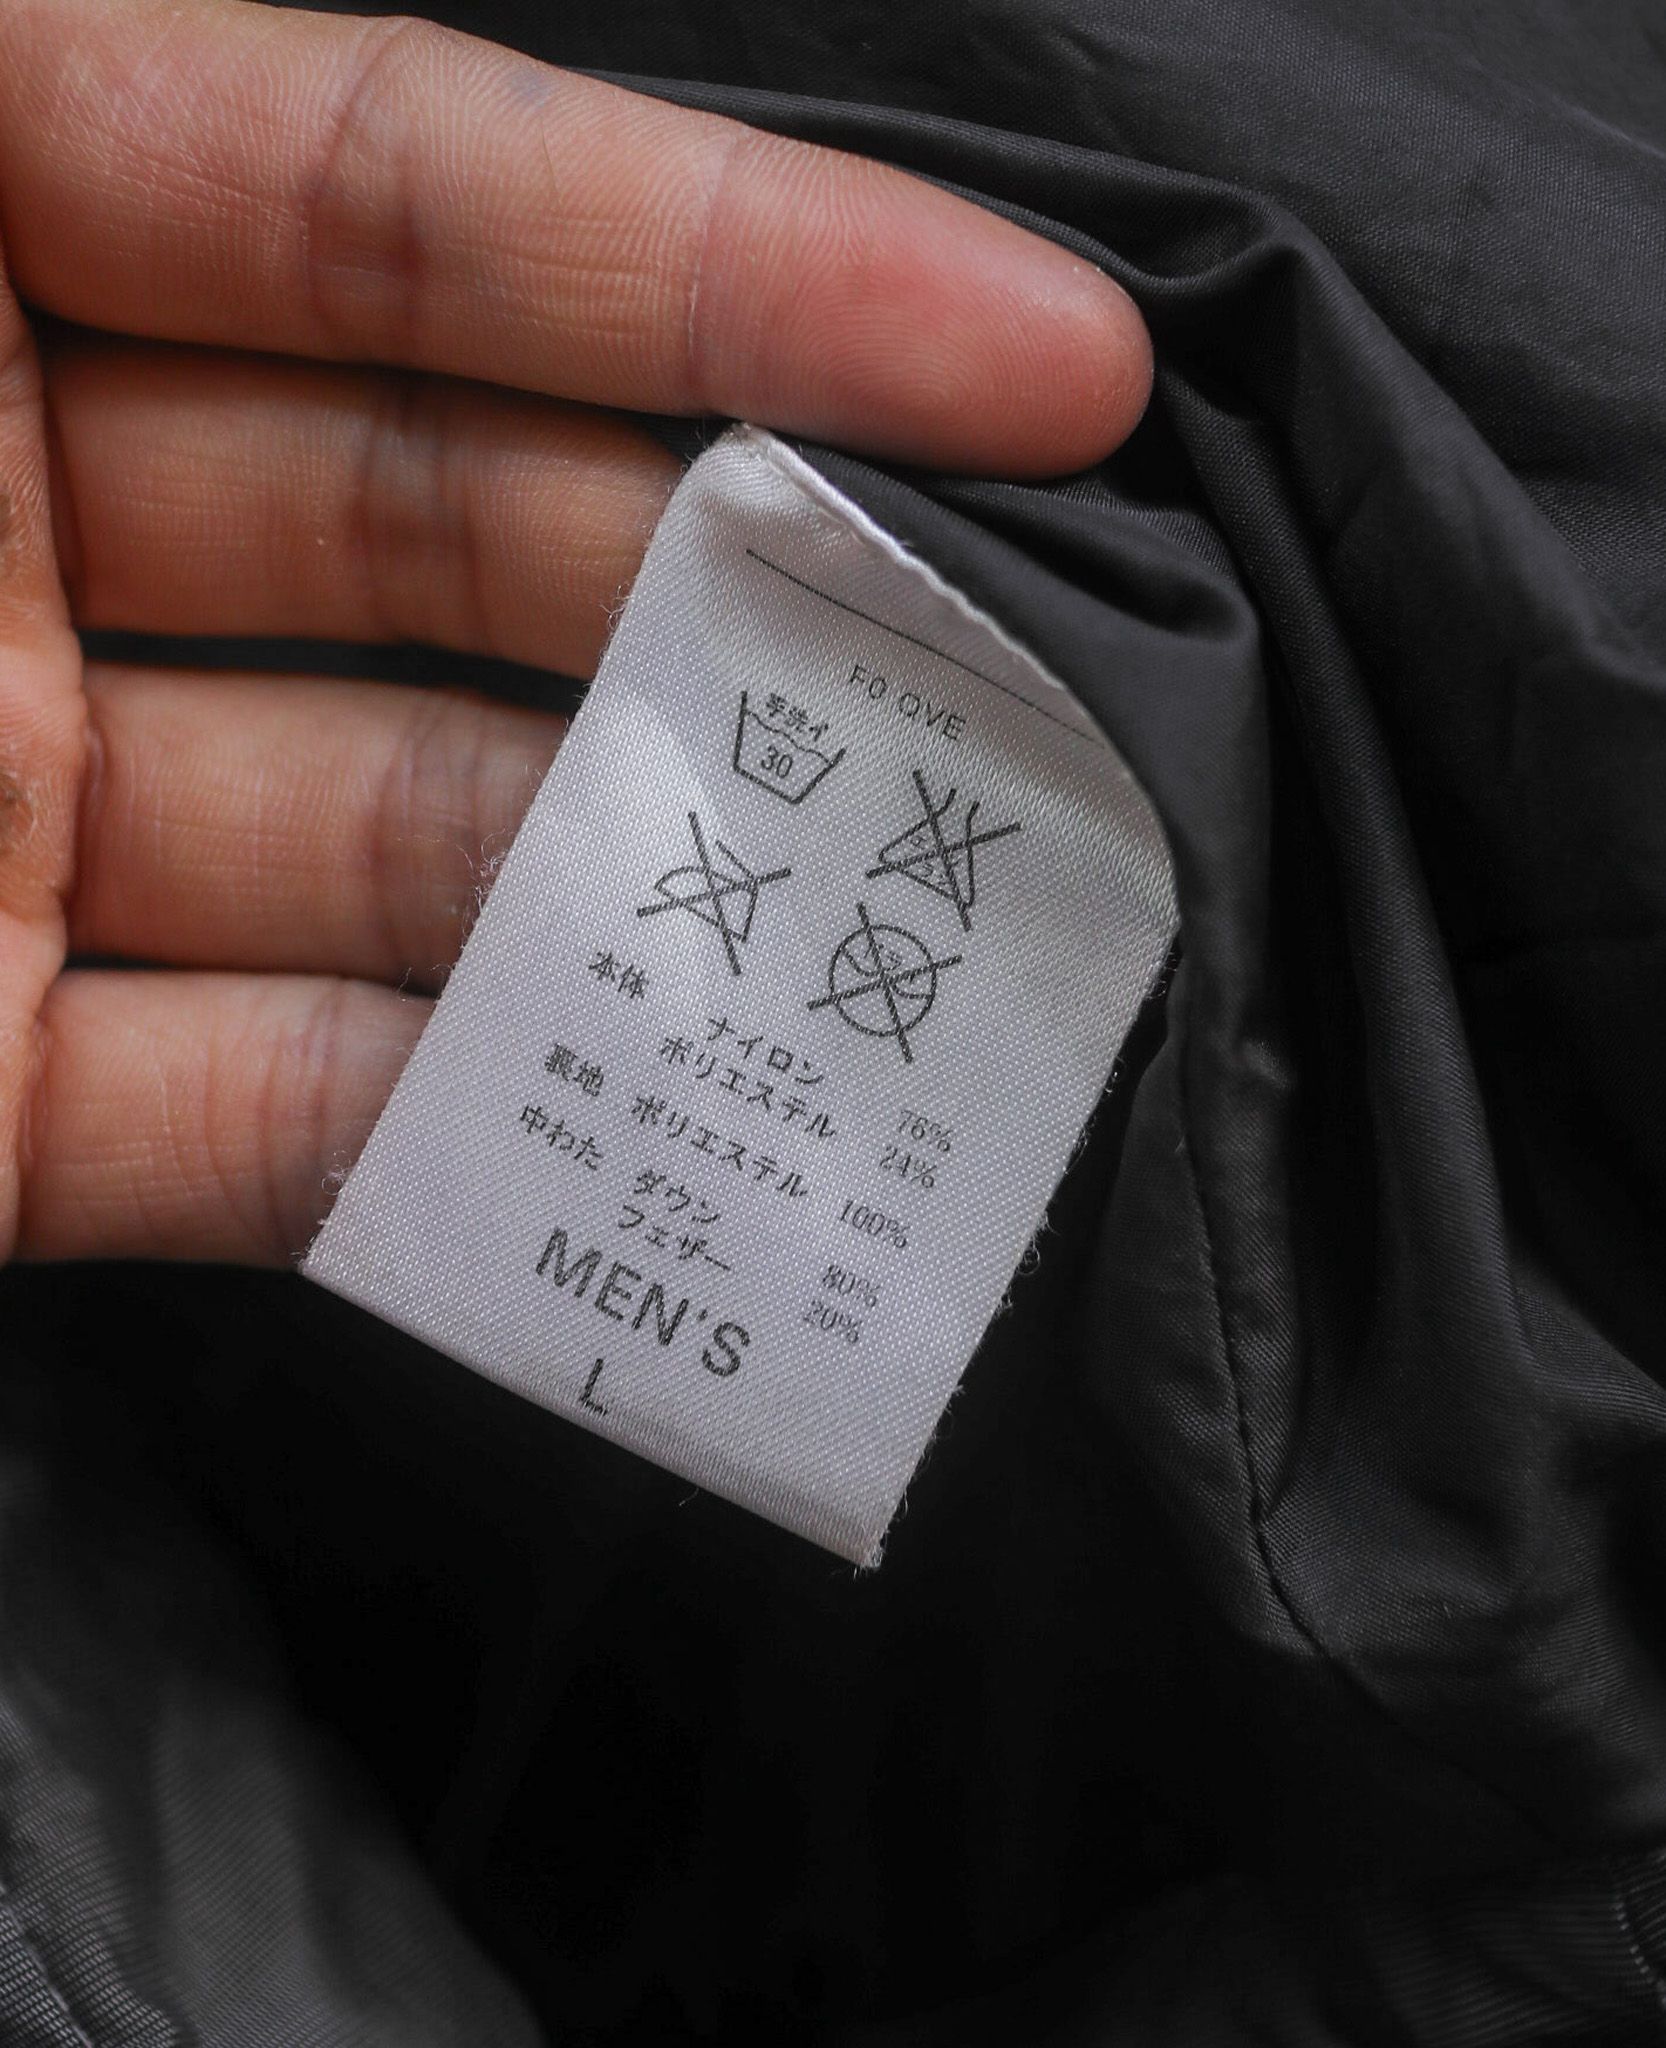 FO QVE
手洗イ
30
本体 ナイロン 76%
ポリエステル 24%
裏地 ポリエステル 100%
中わた ダウン 80%
フェザー 20%
MEN'S
L